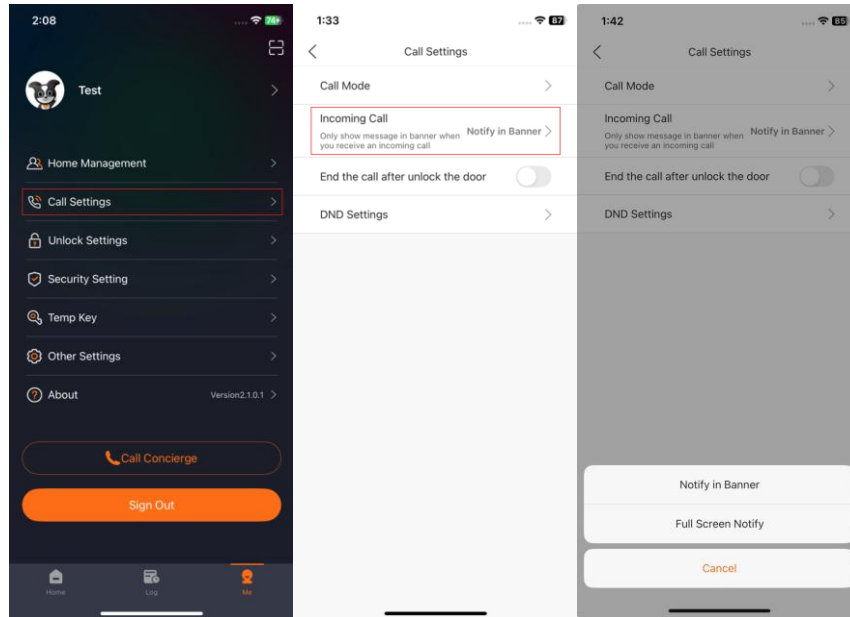 2:08
74
Test
Home Management
Call Settings
Unlock Settings
Security Setting
Temp Key
Other Settings
About
Version2.1.0.1
Call Concierge
Sign Out
Home
Log
Me
1:33
87
Call Settings
Call Mode
Incoming Call
Only show message in banner when
you receive an incoming call
Notify in Banner
End the call after unlock the door
DND Settings
1:42
85
Call Settings
Call Mode
Incoming Call
Only show message in banner when
you receive an incoming call
Notify in Banner
End the call after unlock the door
DND Settings
Notify in Banner
Full Screen Notify
Cancel